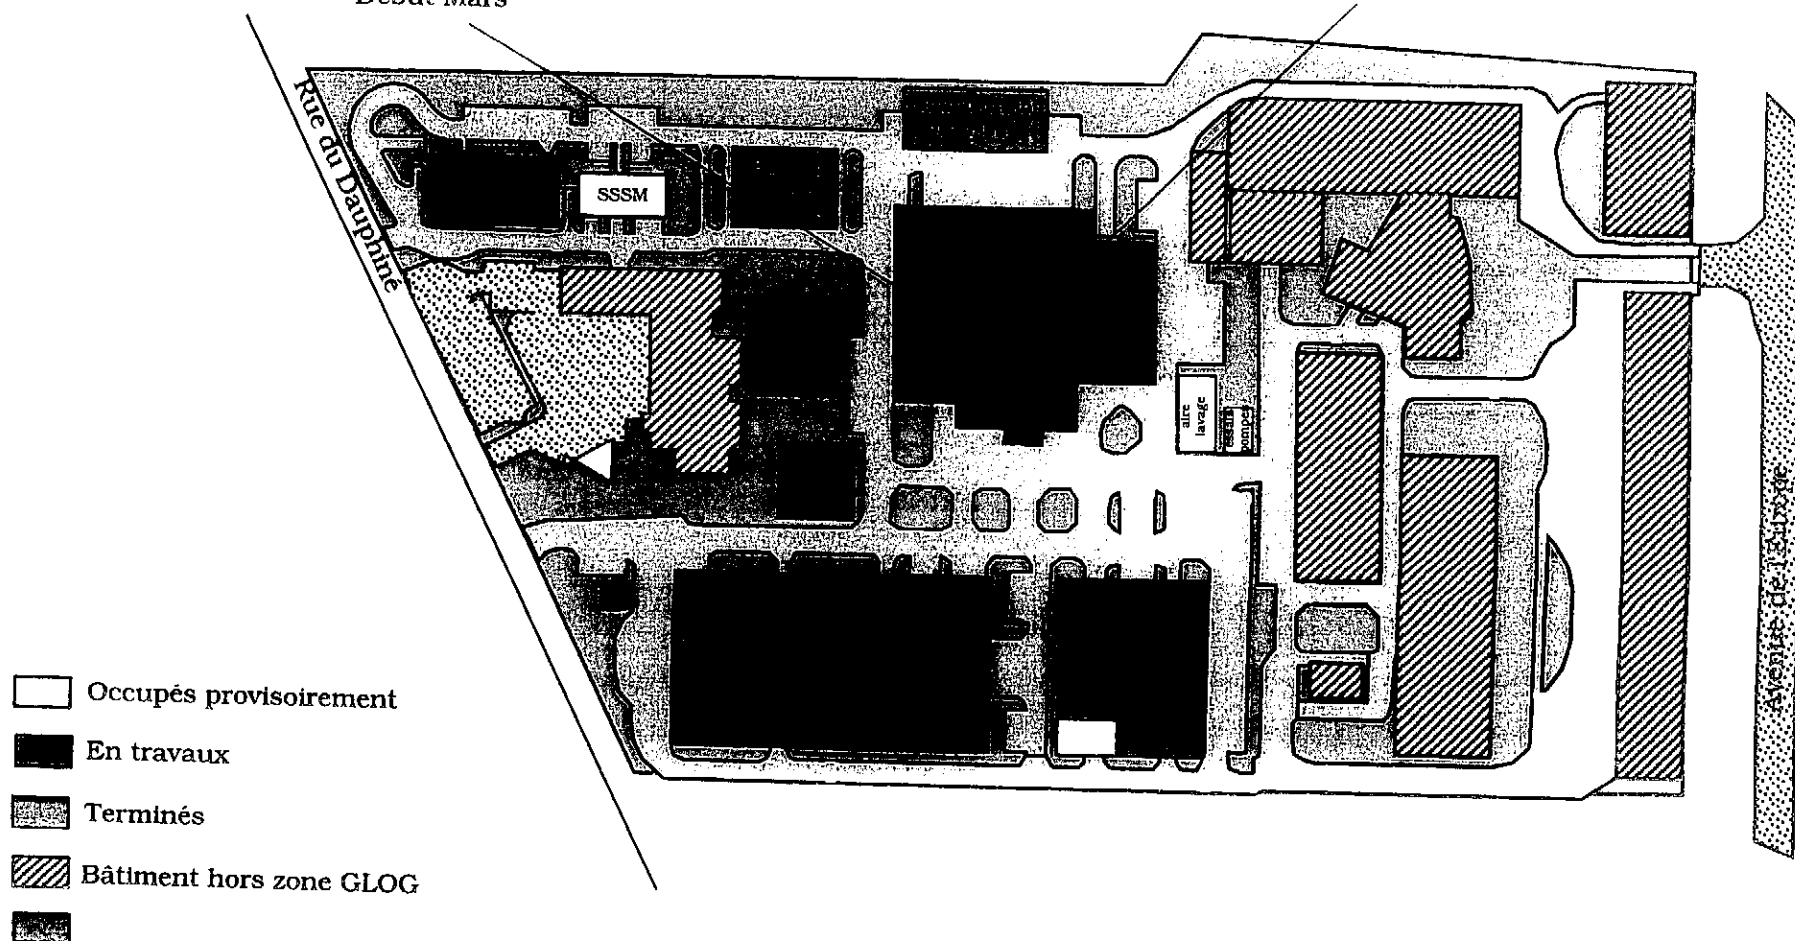 Début Mars
Rue du Dauphiné
SSSM
aire
lavage
essais
pompes
Avenue de l'Europe
Occupés provisoirement
En travaux
Terminés
Bâtiment hors zone GLOG